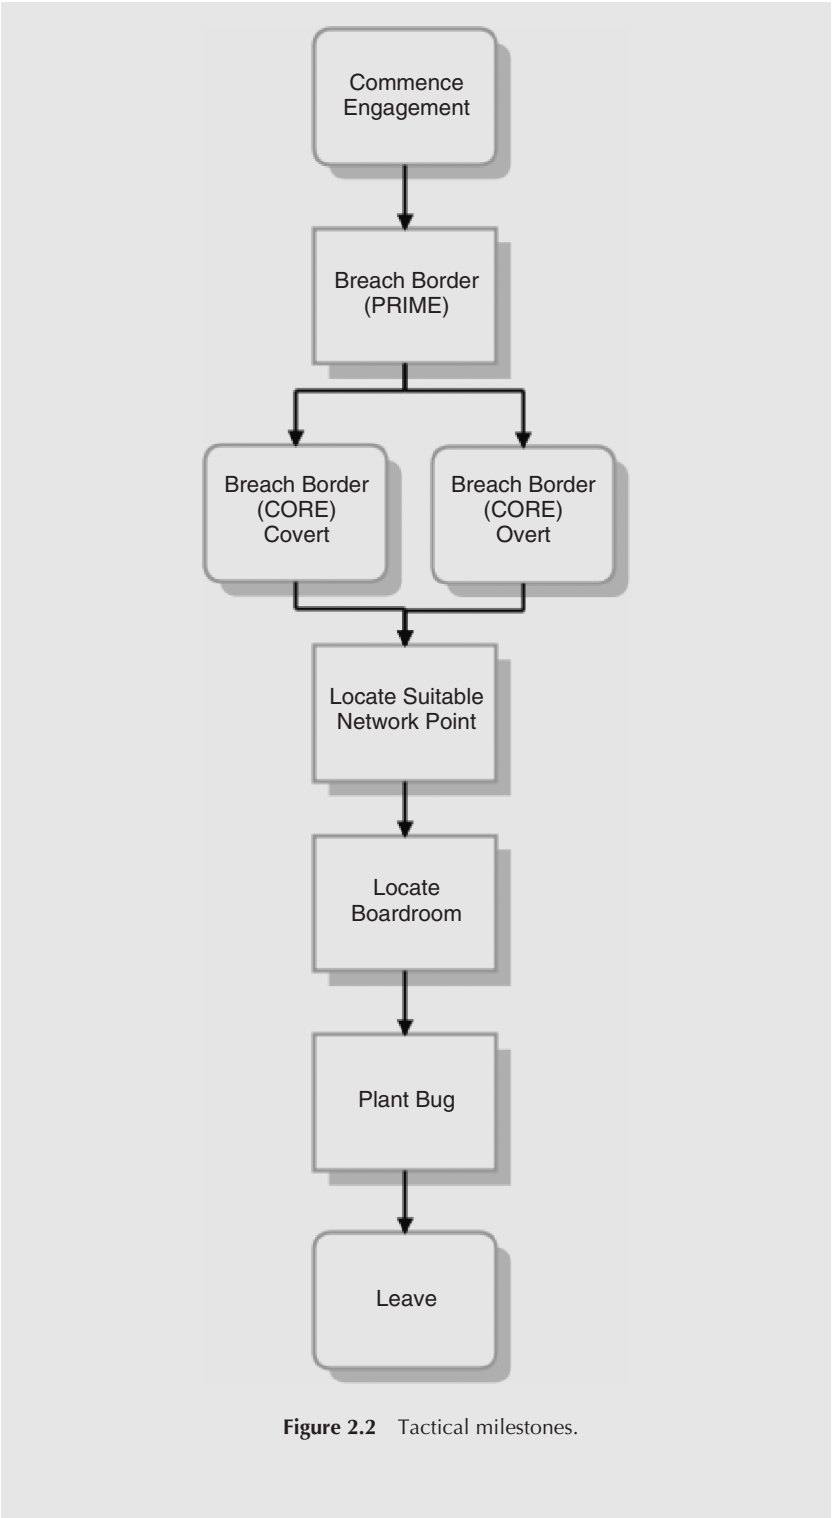 Commence
Engagement
Breach Border
(PRIME)
Breach Border
(CORE)
Covert
Breach Border
(CORE)
Overt
Locate Suitable
Network Point
Locate
Boardroom
Plant Bug
Leave
Figure 2.2 Tactical milestones.